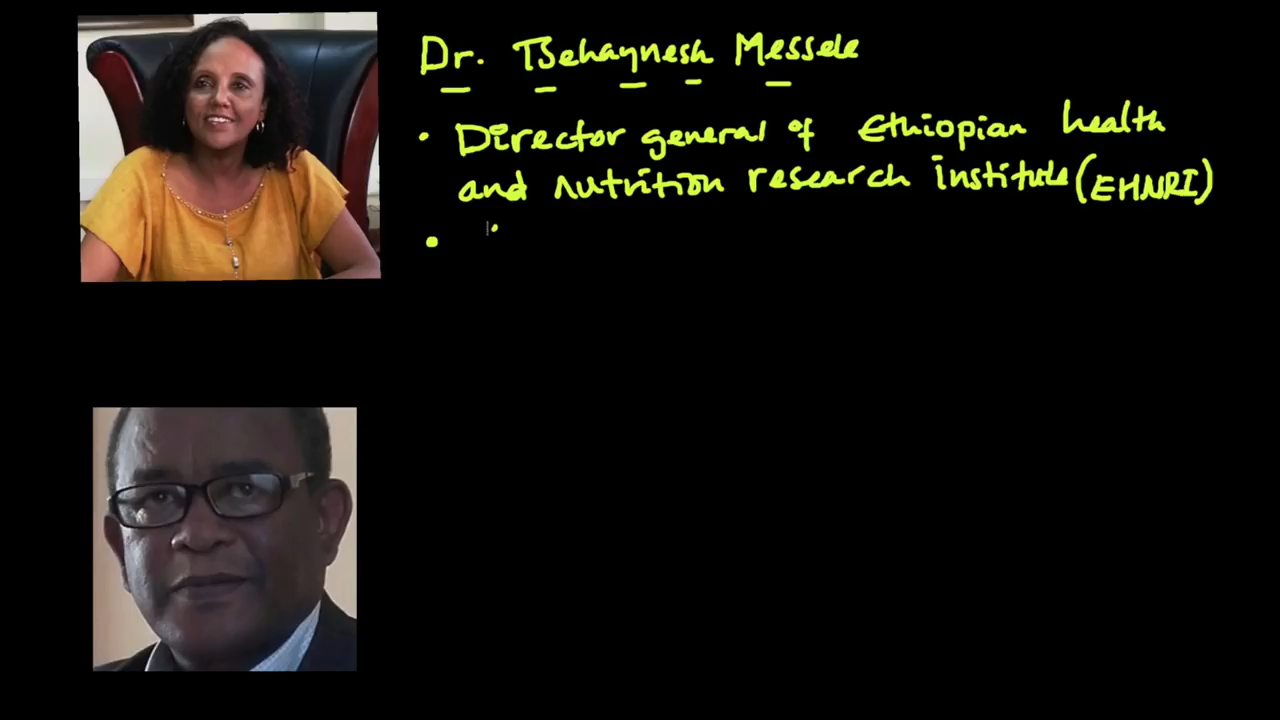 Dr. Tsehaynesh Messele
• Director general of Ethiopian health
and nutrition research institute (EHNRI)
•